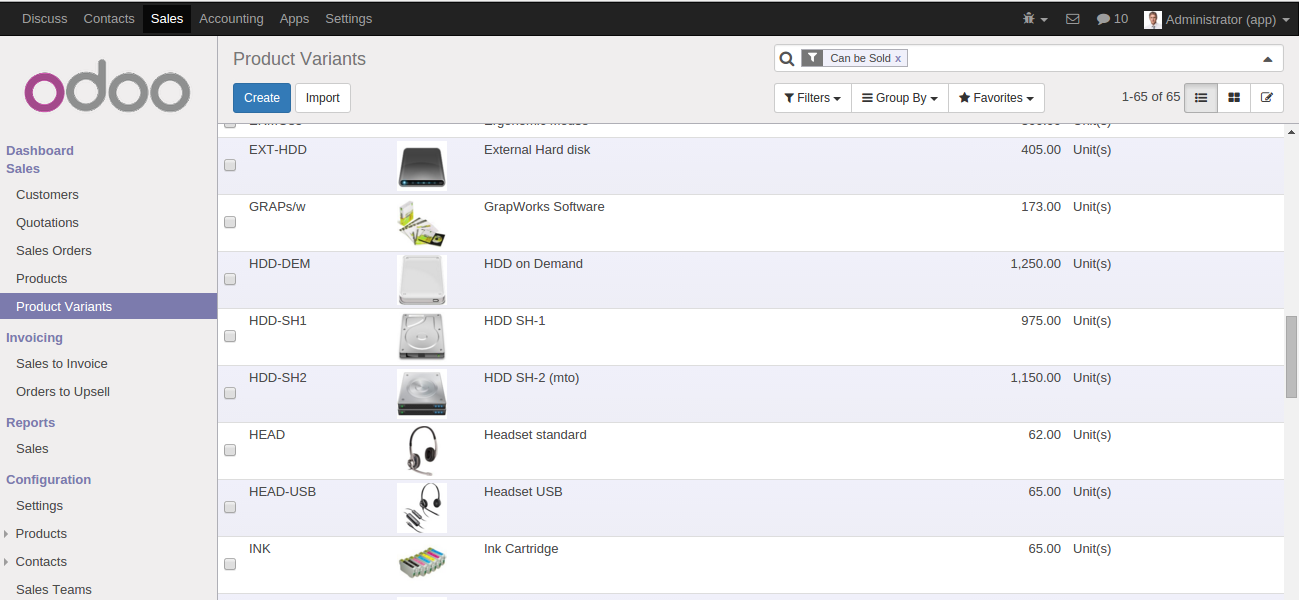 Discuss Contacts Sales Accounting Apps Settings 10 Administrator (app)
odoo
Dashboard
Sales
Customers
Quotations
Sales Orders
Products
Product Variants
Invoicing
Sales to Invoice
Orders to Upsell
Reports
Sales
Configuration
Settings
Products
Contacts
Sales Teams
Product Variants
Can be Sold x
Create Import
Filters Group By Favorites 1-65 of 65
Unit(s)
EXT-HDD External Hard disk 405.00 Unit(s)
GRAPs/w GrapWorks Software 173.00 Unit(s)
HDD-DEM HDD on Demand 1,250.00 Unit(s)
HDD-SH1 HDD SH-1 975.00 Unit(s)
HDD-SH2 HDD SH-2 (mto) 1,150.00 Unit(s)
HEAD Headset standard 62.00 Unit(s)
HEAD-USB Headset USB 65.00 Unit(s)
INK Ink Cartridge 65.00 Unit(s)